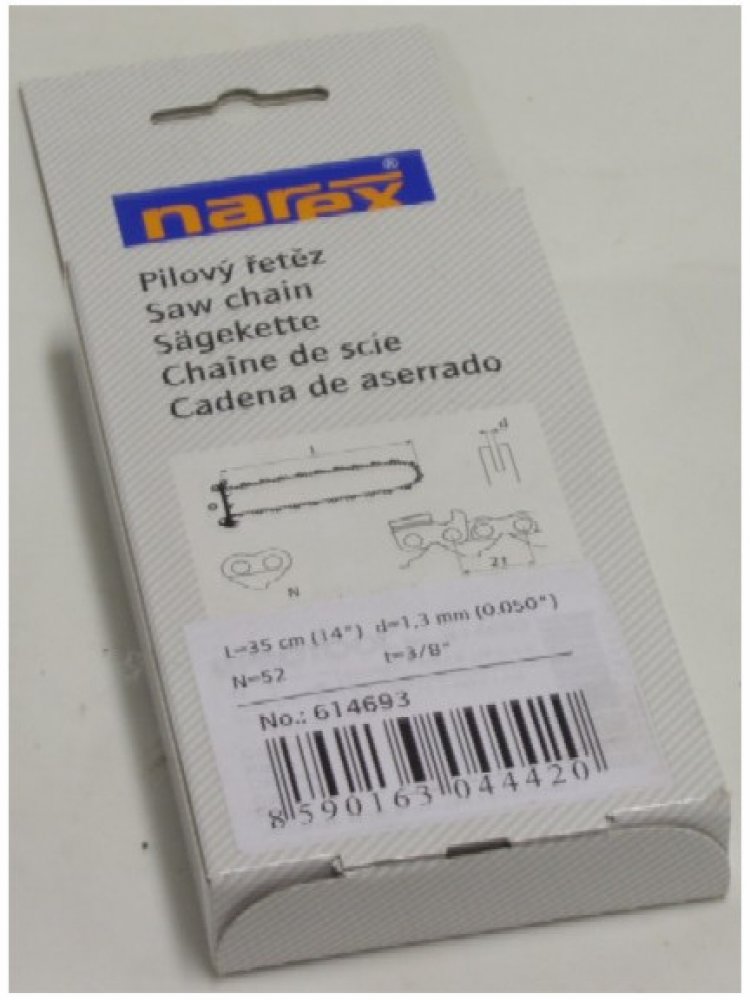 narex®
Pilový řetěz
Saw chain
Sägekette
Chaîne de scie
Cadena de aserrado
L
d
N
2t
L=35 cm (14") d=1,3 mm (0.050")
N=52 t=3/8"
No.: 614693
8 590163 044420